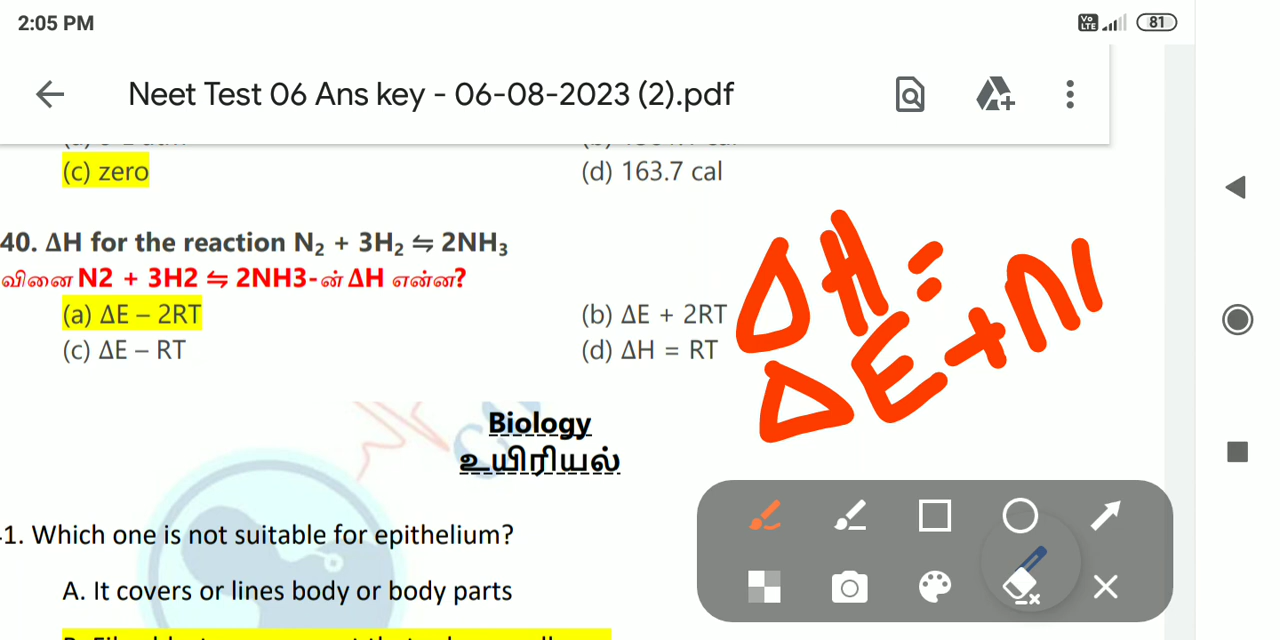 2:05 PM
Vo LTE 81
Neet Test 06 Ans key - 06-08-2023 (2).pdf
(c) zero
(d) 163.7 cal
40. ΔH for the reaction N₂ + 3H₂ ⇋ 2NH₃
வினை N2 + 3H2 ⇋ 2NH3-ன் ΔH என்ன?
(a) ΔE – 2RT
(b) ΔE + 2RT
(c) ΔE – RT
(d) ΔH = RT
ΔH =
ΔE+
Biology
உயிரியல்
1. Which one is not suitable for epithelium?
A. It covers or lines body or body parts